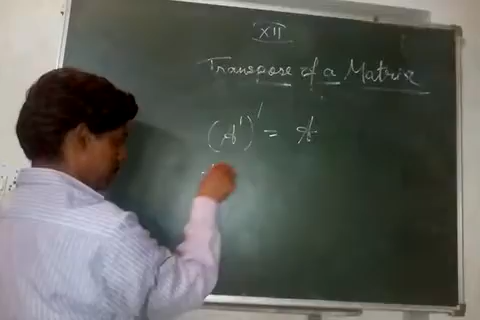 XII
Transpose of a Matrix
(A')' = A